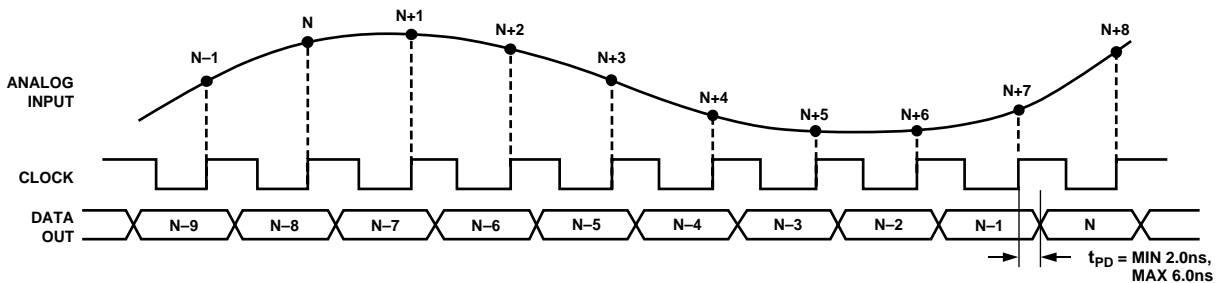 N–1
N
N+1
N+2
N+3
N+4
N+5
N+6
N+7
N+8
ANALOG
INPUT
CLOCK
DATA
OUT
N–9
N–8
N–7
N–6
N–5
N–4
N–3
N–2
N–1
N
tPD = MIN 2.0ns,
MAX 6.0ns